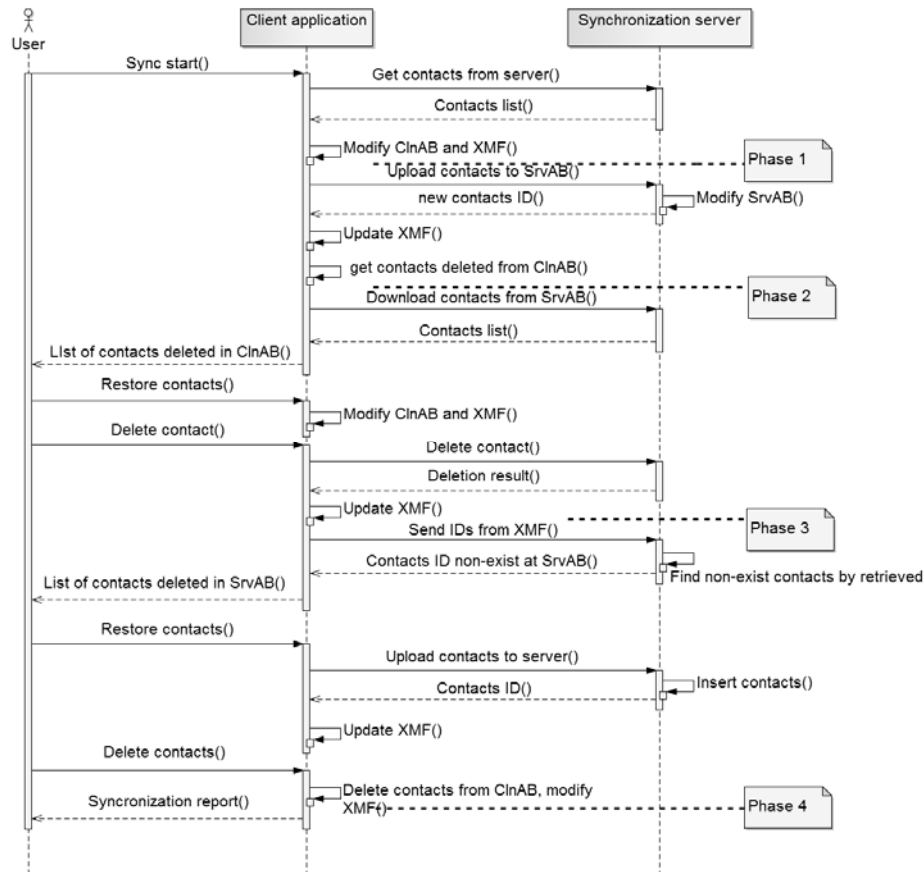 User
Client application
Synchronization server
Sync start()
Get contacts from server()
Contacts list()
Modify ClnAB and XMF()
Phase 1
Upload contacts to SrvAB()
new contacts ID()
Modify SrvAB()
Update XMF()
get contacts deleted from ClnAB()
Phase 2
Download contacts from SrvAB()
Contacts list()
LIst of contacts deleted in ClnAB()
Restore contacts()
Modify ClnAB and XMF()
Delete contact()
Delete contact()
Deletion result()
Update XMF()
Phase 3
Send IDs from XMF()
Contacts ID non-exist at SrvAB()
Find non-exist contacts by retrieved
List of contacts deleted in SrvAB()
Restore contacts()
Upload contacts to server()
Insert contacts()
Contacts ID()
Update XMF()
Delete contacts()
Delete contacts from ClnAB, modify
XMF()
Syncronization report()
Phase 4